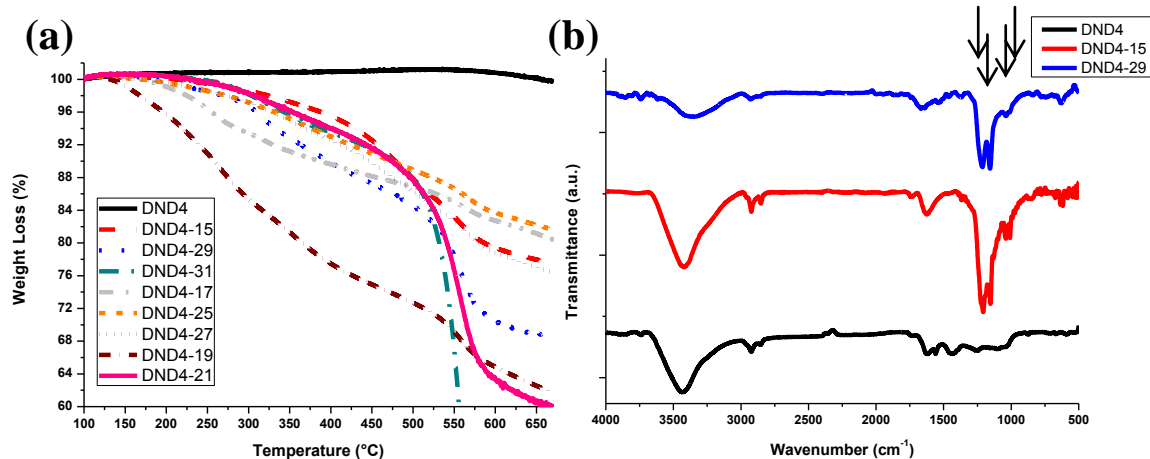 (a)
Weight Loss (%)
100
96
92
88
84
80
76
72
68
64
60
DND4
DND4-15
DND4-29
DND4-31
DND4-17
DND4-25
DND4-27
DND4-19
DND4-21
100 150 200 250 300 350 400 450 500 550 600 650
Temperature (°C)
(b)
DND4
DND4-15
DND4-29
Transmittance (a.u.)
4000 3500 3000 2500 2000 1500 1000 500
Wavenumber (cm-1)